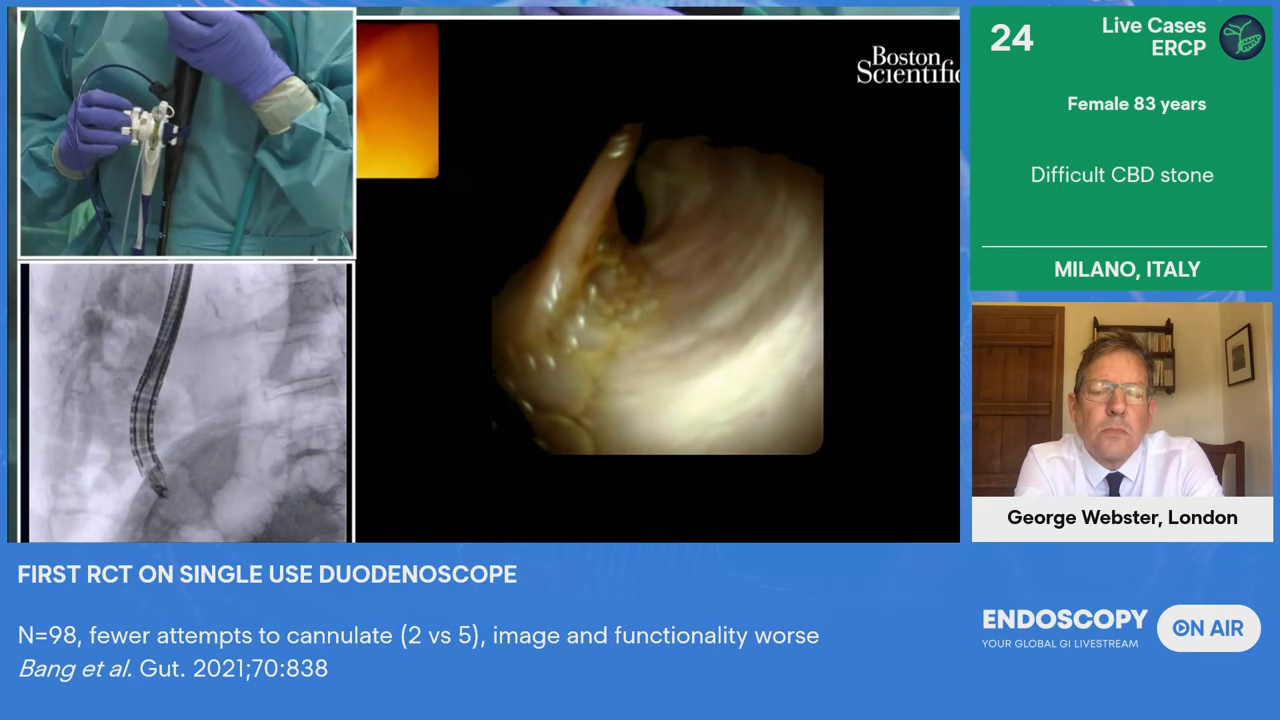 Boston
Scientific
24
Live Cases
ERCP
Female 83 years
Difficult CBD stone
MILANO, ITALY
George Webster, London
FIRST RCT ON SINGLE USE DUODENOSCOPE
N=98, fewer attempts to cannulate (2 vs 5), image and functionality worse
Bang et al. Gut. 2021;70:838
ENDOSCOPY
YOUR GLOBAL GI LIVESTREAM
ON AIR